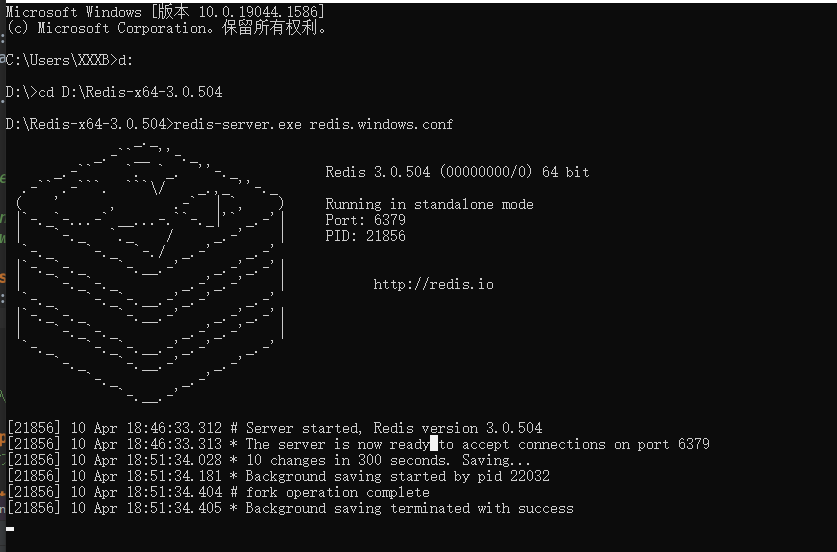 Microsoft Windows [版本 10.0.19044.1586]
(c) Microsoft Corporation。保留所有权利。
C:\Users\XXXB>d:
D:\>cd D:\Redis-x64-3.0.504
D:\Redis-x64-3.0.504>redis-server.exe redis.windows.conf
Redis 3.0.504 (00000000/0) 64 bit
Running in standalone mode
Port: 6379
PID: 21856
http://redis.io
[21856] 10 Apr 18:46:33.312 # Server started, Redis version 3.0.504
[21856] 10 Apr 18:46:33.313 * The server is now ready to accept connections on port 6379
[21856] 10 Apr 18:51:34.028 * 10 changes in 300 seconds. Saving...
[21856] 10 Apr 18:51:34.181 * Background saving started by pid 22032
[21856] 10 Apr 18:51:34.404 # fork operation complete
[21856] 10 Apr 18:51:34.405 * Background saving terminated with success